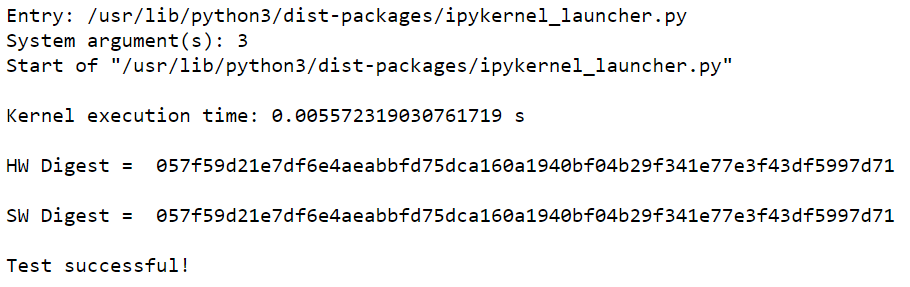 Entry: /usr/lib/python3/dist-packages/ipykernel_launcher.py
System argument(s): 3
Start of "/usr/lib/python3/dist-packages/ipykernel_launcher.py"
Kernel execution time: 0.005572319030761719 s
HW Digest =  057f59d21e7df6e4aeabbfd75dca160a1940bf04b29f341e77e3f43df5997d71
SW Digest =  057f59d21e7df6e4aeabbfd75dca160a1940bf04b29f341e77e3f43df5997d71
Test successful!